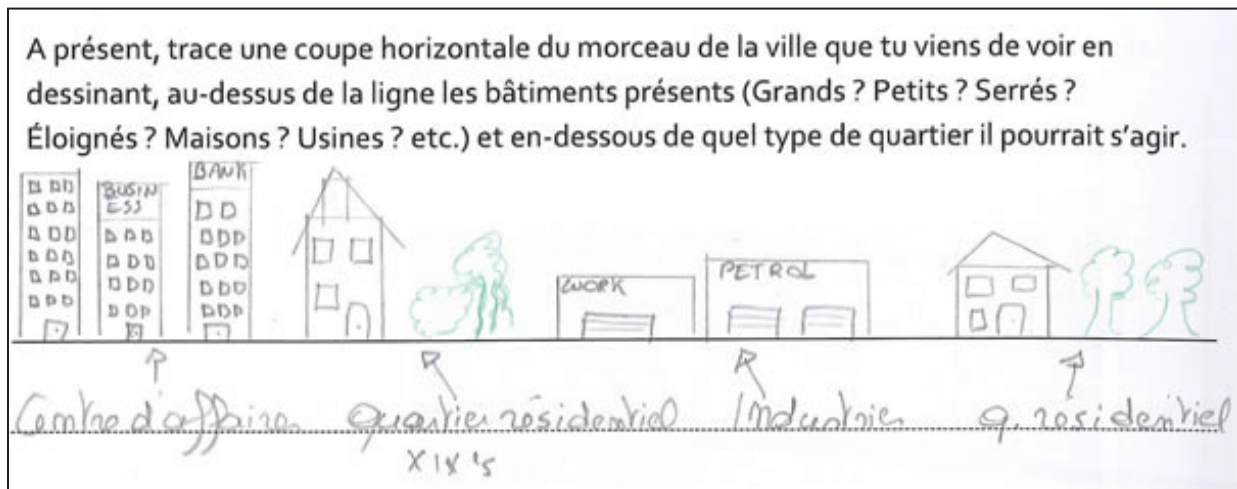 A présent, trace une coupe horizontale du morceau de la ville que tu viens de voir en
dessinant, au-dessus de la ligne les bâtiments présents (Grands ? Petits ? Serrés ?
Éloignés ? Maisons ? Usines ? etc.) et en-dessous de quel type de quartier il pourrait s'agir.
BUSIN
ESS
BANK
WORK
PETROL
Centre d'affaires quartier résidentiel Industries q. résidentiel
XIX's